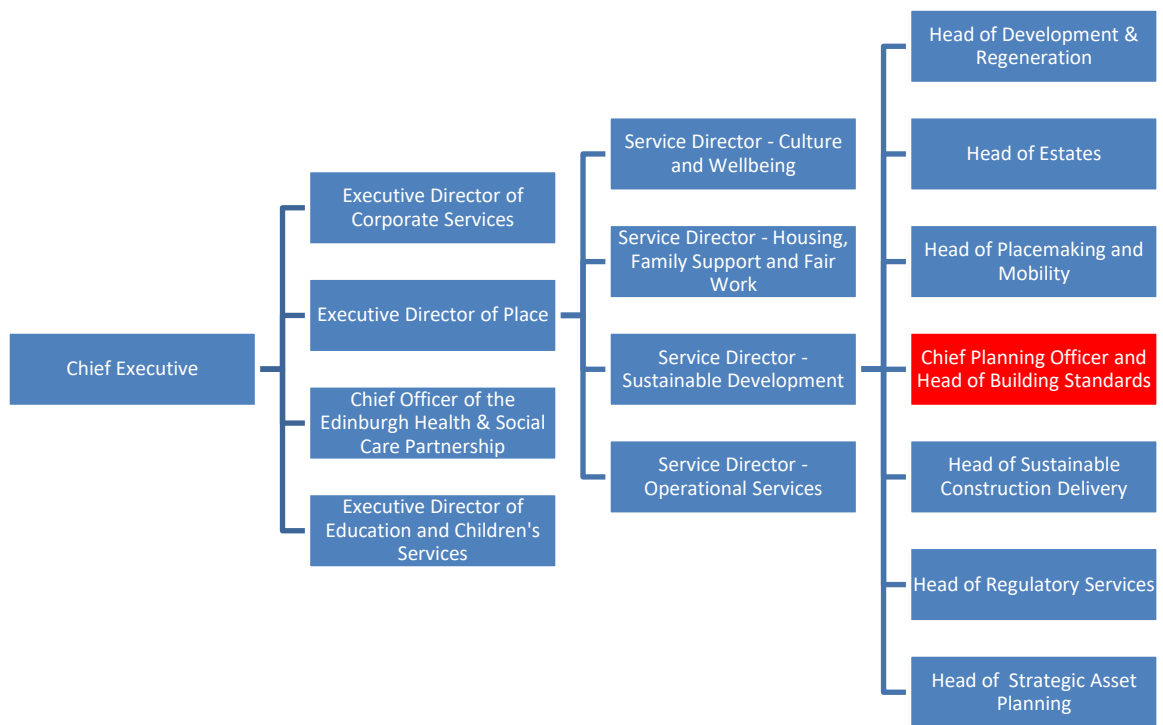 Chief Executive
Executive Director of
Corporate Services
Executive Director of Place
Chief Officer of the
Edinburgh Health & Social
Care Partnership
Executive Director of
Education and Children's
Services
Service Director - Culture
and Wellbeing
Service Director - Housing,
Family Support and Fair
Work
Service Director -
Sustainable Development
Service Director -
Operational Services
Head of Development &
Regeneration
Head of Estates
Head of Placemaking and
Mobility
Chief Planning Officer and
Head of Building Standards
Head of Sustainable
Construction Delivery
Head of Regulatory Services
Head of  Strategic Asset
Planning